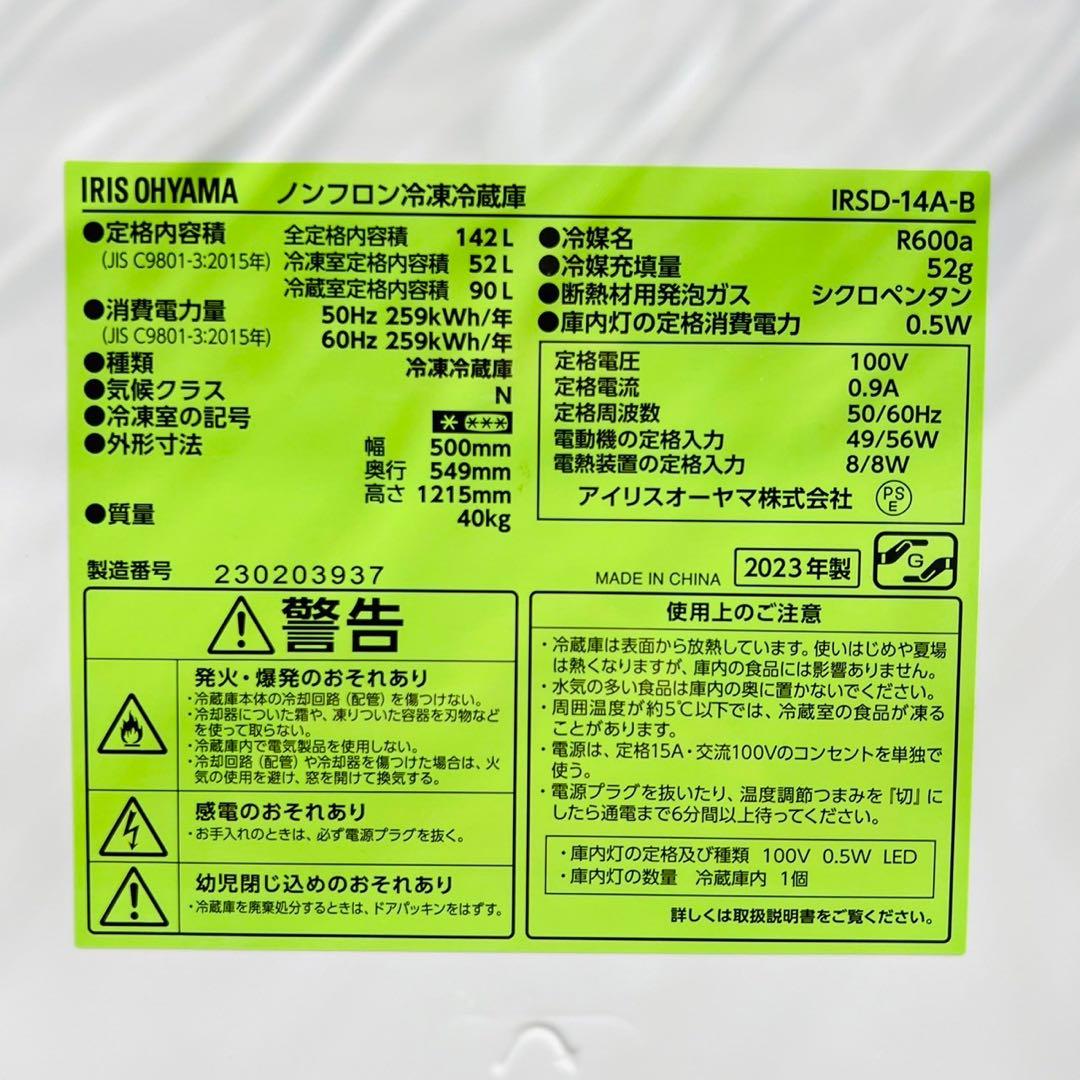 IRIS OHYAMA ノンフロン冷凍冷蔵庫 IRSD-14A-B
●定格内容積 全定格内容積 142 L
(JIS C9801-3:2015年) 冷凍室定格内容積 52 L
冷蔵室定格内容積 90 L
●消費電力量 50Hz 259kWh/年
(JIS C9801-3:2015年) 60Hz 259kWh/年
●種類 冷凍冷蔵庫
●気候クラス N
●冷凍室の記号 * ***
●外形寸法 幅 500mm
奥行 549mm
高さ 1215mm
●質量 40kg
●冷媒名 R600a
●冷媒充填量 52g
●断熱材用発泡ガス シクロペンタン
●庫内灯の定格消費電力 0.5W
定格電圧 100V
定格電流 0.9A
定格周波数 50/60Hz
電動機の定格入力 49/56W
電熱装置の定格入力 8/8W
アイリスオーヤマ株式会社 PSE
製造番号 230203937
MADE IN CHINA 2023年製 G
警告
発火・爆発のおそれあり
・冷蔵庫本体の冷却回路（配管）を傷つけない。
・冷却器についた霜や、凍りついた容器を刃物など
を使って取らない。
・冷蔵庫内で電気製品を使用しない。
・冷却回路（配管）や冷却器を傷つけた場合は、火
気の使用を避け、窓を開けて換気する。
感電のおそれあり
・お手入れのときは、必ず電源プラグを抜く。
幼児閉じ込めのおそれあり
・冷蔵庫を廃棄処分するときは、ドアパッキンをはずす。
使用上のご注意
・冷蔵庫は表面から放熱しています。使いはじめや夏場
は熱くなりますが、庫内の食品には影響ありません。
・水気の多い食品は庫内の奥に置かないでください。
・周囲温度が約5℃以下では、冷蔵室の食品が凍る
ことがあります。
・電源は、定格15A・交流100Vのコンセントを単独で
使う。
・電源プラグを抜いたり、温度調節つまみを『切』に
したら通電まで6分間以上待ってください。
・庫内灯の定格及び種類 100V 0.5W LED
・庫内灯の数量 冷蔵庫内 1個
詳しくは取扱説明書をご覧ください。